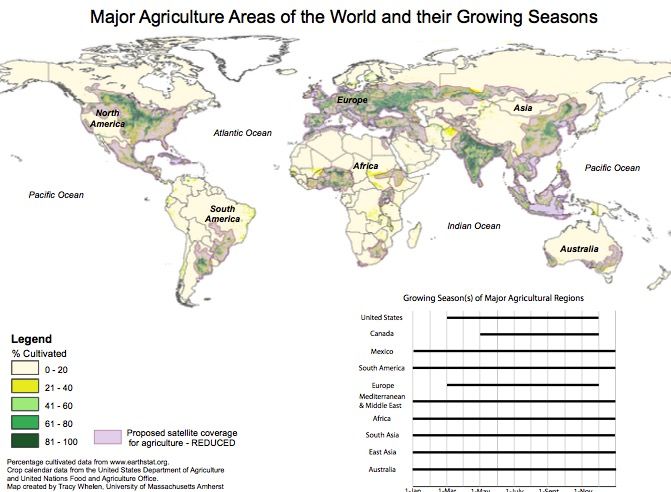 Major Agriculture Areas of the World and their Growing Seasons
Europe
Asia
North
America
Atlantic Ocean
Africa
Pacific Ocean
Pacific Ocean
South
America
Indian Ocean
Australia
Growing Season(s) of Major Agricultural Regions
United States
Canada
Mexico
South America
Europe
Mediterranean
& Middle East
Africa
South Asia
East Asia
Australia
1-Jan 1-Mar 1-May 1-July 1-Sept 1-Nov
Legend
% Cultivated
0 - 20
21 - 40
41 - 60
61 - 80
81 - 100
Proposed satellite coverage
for agriculture - REDUCED
Percentage cultivated data from www.earthstat.org.
Crop calendar data from the United States Department of Agriculture
and United Nations Food and Agriculture Office.
Map created by Tracy Whelen, University of Massachusetts Amherst